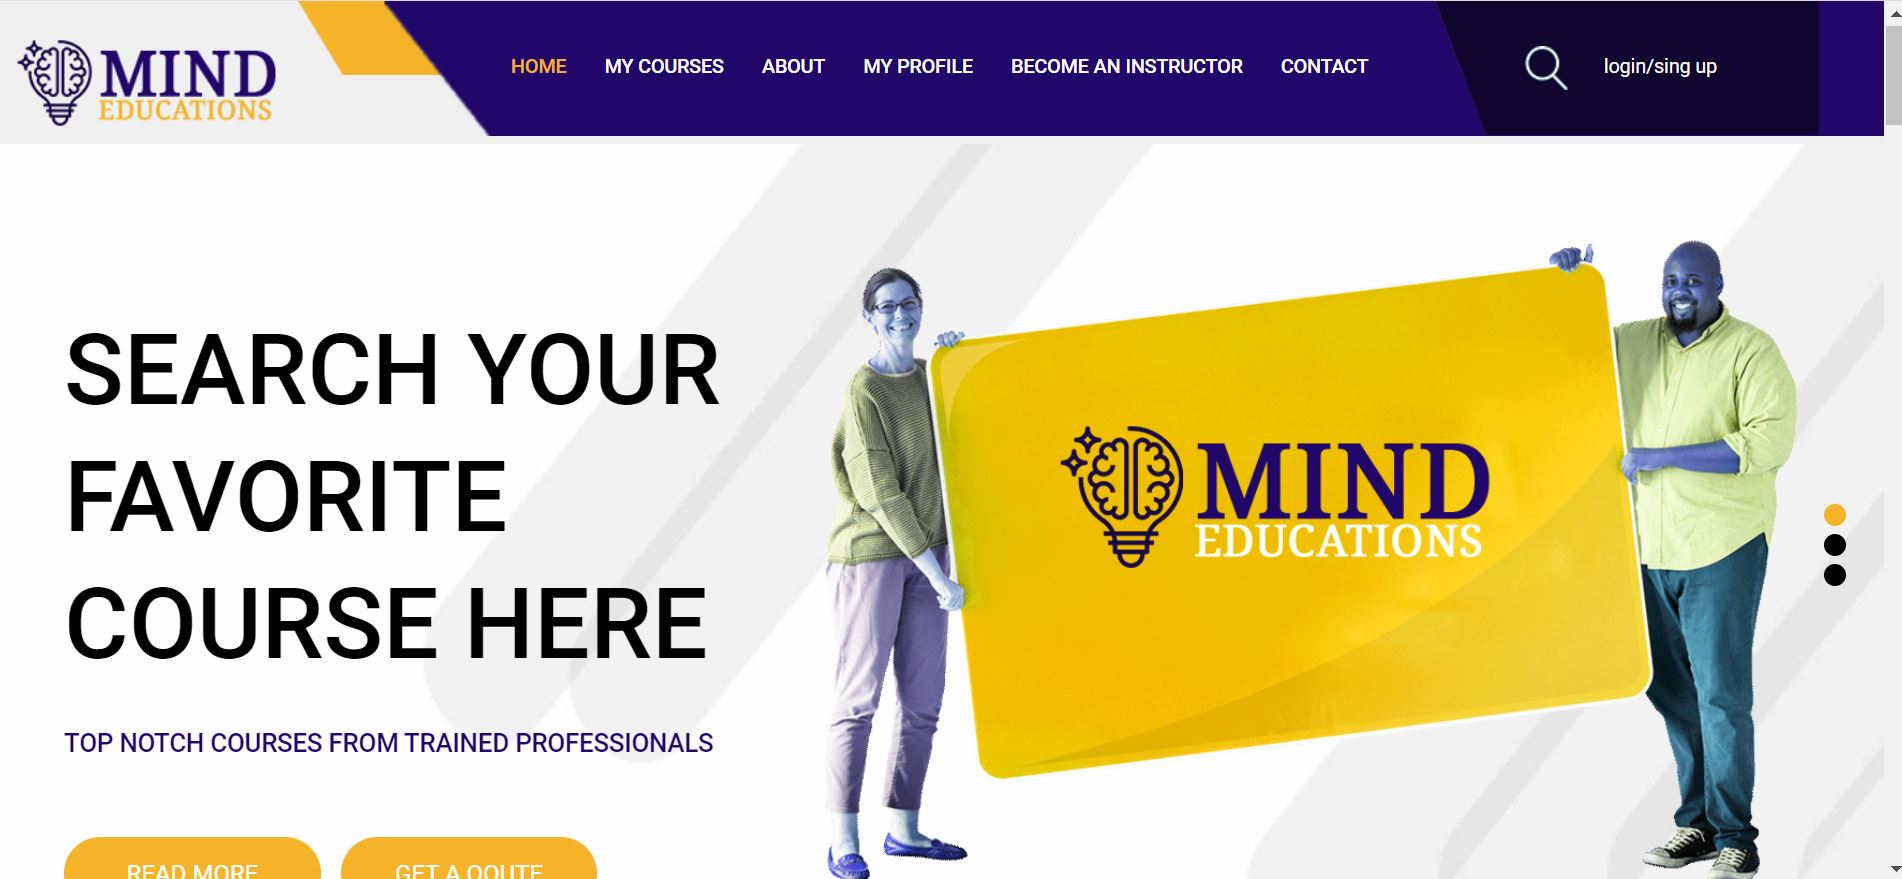 MIND
EDUCATIONS
HOME MY COURSES ABOUT MY PROFILE BECOME AN INSTRUCTOR CONTACT
login/sing up
SEARCH YOUR
FAVORITE
COURSE HERE
TOP NOTCH COURSES FROM TRAINED PROFESSIONALS
READ MORE GET A QOUTE
MIND
EDUCATIONS